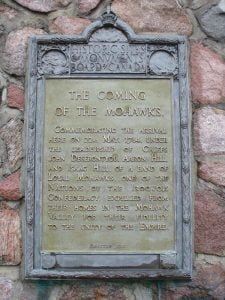 HISTORIC SITES
AND MONUMENTS
BOARD OF CANADA
THE COMING
OF THE MOHAWKS.
COMMEMORATING THE ARRIVAL
HERE ON 22ND MAY, 1784, UNDER
THE LEADERSHIP OF CHIEFS
JOHN DESERONTYOU, AARON HILL
AND ISAAC HILL OF A BAND OF
LOYAL MOHAWKS, ONE OF THE
NATIONS OF THE IROQUOIS
CONFEDERACY EXPELLED FROM
THEIR HOMES IN THE MOHAWK
VALLEY FOR THEIR FIDELITY
TO THE UNITY OF THE EMPIRE.
ERECTED